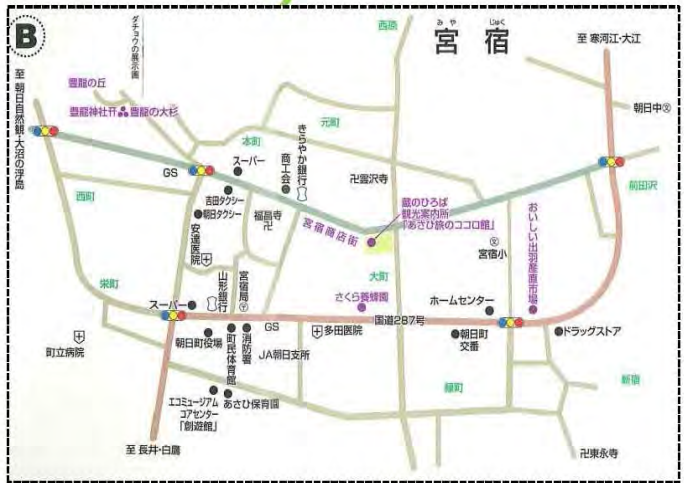 B
みや じゅく
宮 宿
西原
至 寒河江・大江
ダチョウの展示園
豊龍の丘
豊龍神社 豊龍の大杉
至 朝日自然観・大沼の浮島
朝日中
本町
元町
きらやか銀行
商工会
スーパー
GS
卍雲沢寺
前田沢
西町
吉田タクシー
朝日タクシー
福昌寺
卍
宮宿商店街
蔵のひろば
観光案内所
「あさひ旅のココロ館」
文
宮宿小
おいしい出羽産直市場
安達医院
大町
栄町
山形銀行
宮宿局
さくら養蜂園
ホームセンター
スーパー
GS
国道287号
町立病院
朝日町役場
町民体育館
消防署
JA朝日支所
多田医院
朝日町
交番
ドラッグストア
緑町
新宿
エコミュージアム
コアセンター
「創遊館」
あさひ保育園
至 長井・白鷹
卍東永寺